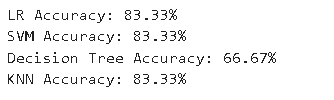 LR Accuracy: 83.33%
SVM Accuracy: 83.33%
Decision Tree Accuracy: 66.67%
KNN Accuracy: 83.33%